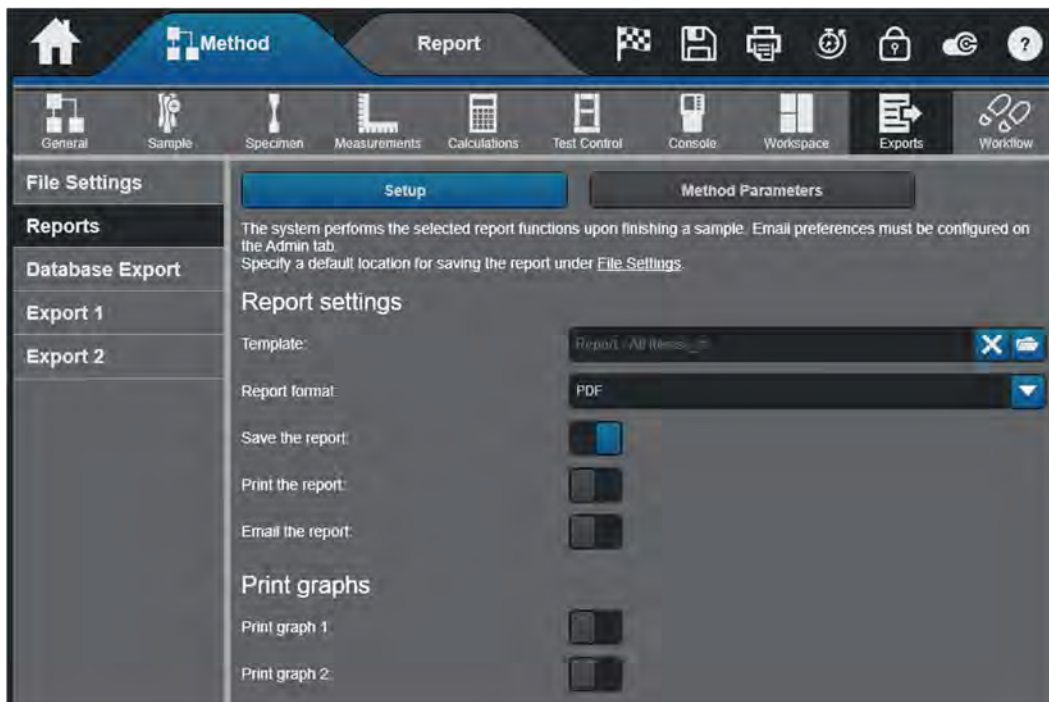 Method
Report
?
General
Sample
Specimen
Measurements
Calculations
Test Control
Console
Workspace
Exports
Workflow
File Settings
Reports
Database Export
Export 1
Export 2
Setup
Method Parameters
The system performs the selected report functions upon finishing a sample. Email preferences must be configured on
the Admin tab.
Specify a default location for saving the report under File Settings.
Report settings
Template:
Report - All
Report format:
PDF
Save the report:
Print the report:
Email the report:
Print graphs
Print graph 1:
Print graph 2: